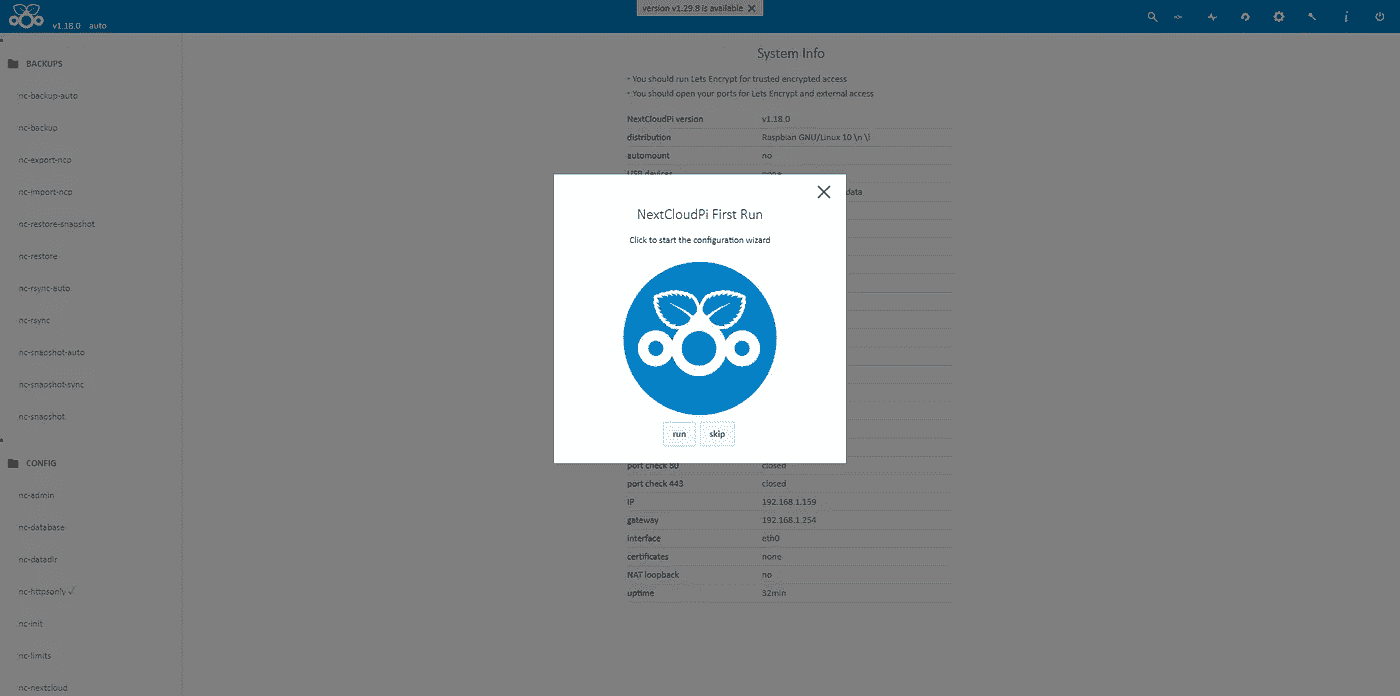 v1.18.0 auto
version v1.29.8 is available
BACKUPS
nc-backup-auto
nc-backup
nc-export-ncp
nc-import-ncp
nc-restore-snapshot
nc-restore
nc-rsync-auto
nc-rsync
nc-snapshot-auto
nc-snapshot-sync
nc-snapshot
CONFIG
nc-admin
nc-database
nc-datadir
nc-httpsonly ✓
nc-init
nc-limits
nc-nextcloud
System Info
· You should run Lets Encrypt for trusted encrypted access
· You should open your ports for Lets Encrypt and external access
NextCloudPi version v1.18.0
distribution Raspbian GNU/Linux 10 \n \l
automount no
USB devices none
data
NextCloudPi First Run
Click to start the configuration wizard
run skip
port check 80 closed
port check 443 closed
IP 192.168.1.159
gateway 192.168.1.254
interface eth0
certificates none
NAT loopback no
uptime 32min